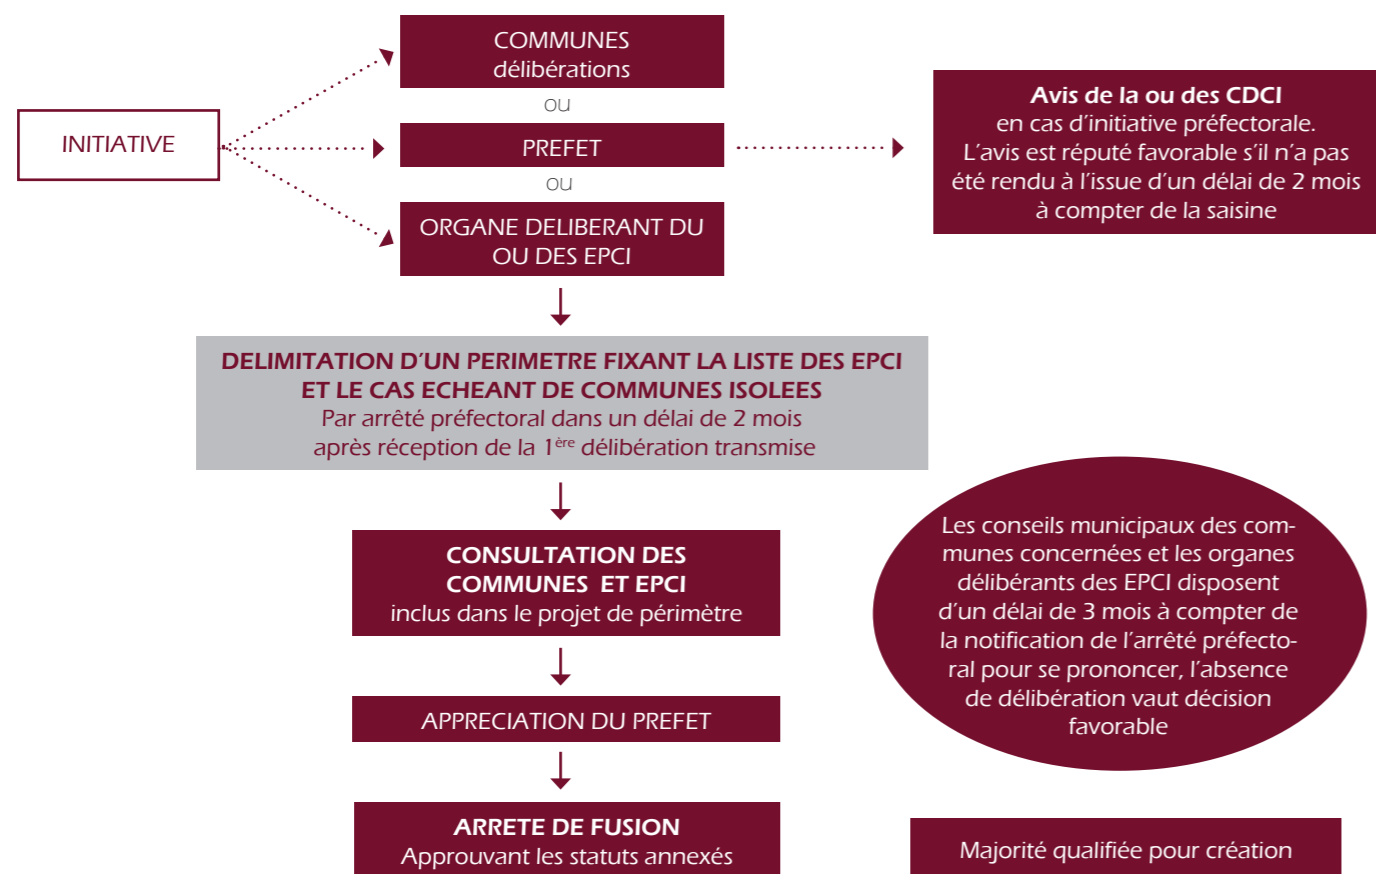 INITIATIVE
COMMUNES
délibérations
ou
PREFET
ou
ORGANE DELIBERANT DU
OU DES EPCI
Avis de la ou des CDCI
en cas d'initiative préfectorale.
L'avis est réputé favorable s'il n'a pas
été rendu à l'issue d'un délai de 2 mois
à compter de la saisine
DELIMITATION D'UN PERIMETRE FIXANT LA LISTE DES EPCI
ET LE CAS ECHEANT DE COMMUNES ISOLEES
Par arrêté préfectoral dans un délai de 2 mois
après réception de la 1ère délibération transmise
CONSULTATION DES
COMMUNES ET EPCI
inclus dans le projet de périmètre
Les conseils municipaux des com-
munes concernées et les organes
délibérants des EPCI disposent
d'un délai de 3 mois à compter de
la notification de l'arrêté préfecto-
ral pour se prononcer, l'absence
de délibération vaut décision
favorable
APPRECIATION DU PREFET
ARRETE DE FUSION
Approuvant les statuts annexés
Majorité qualifiée pour création